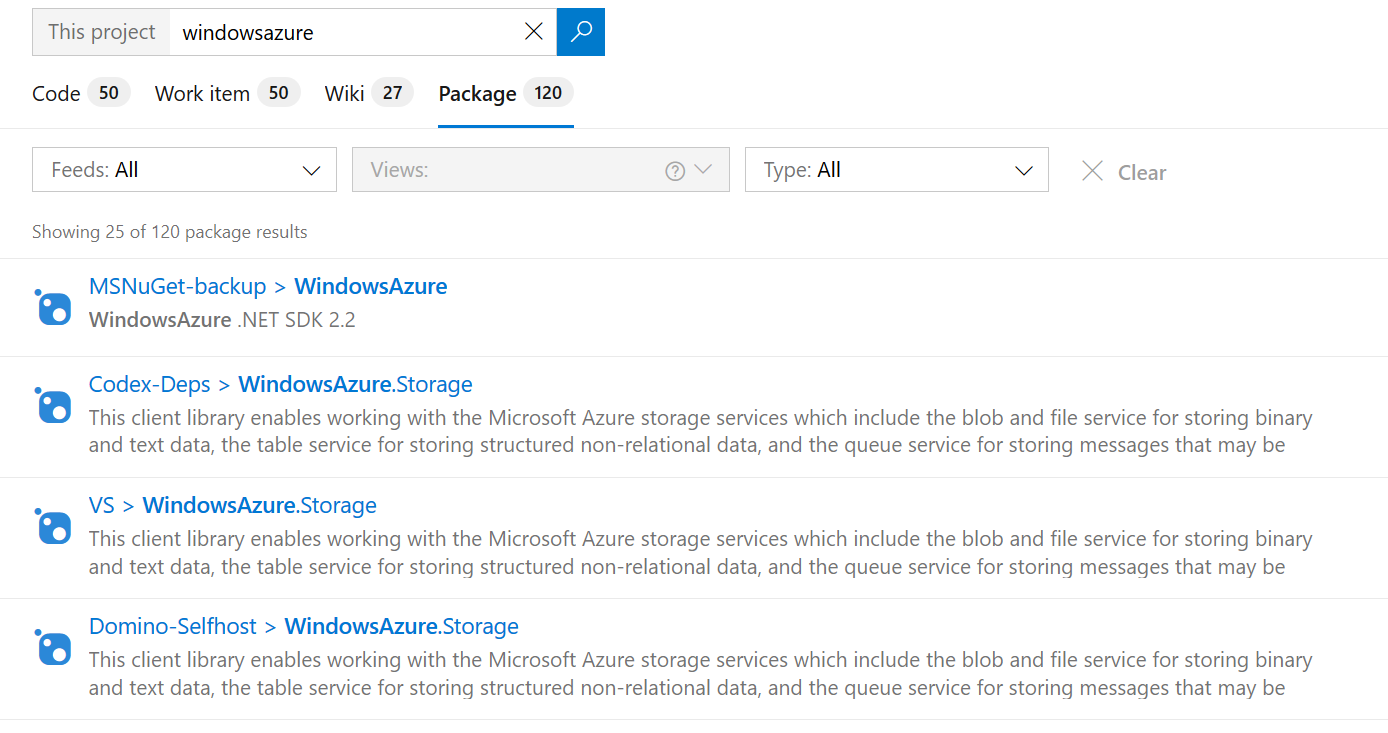 This project windowsazure
Code 50 Work item 50 Wiki 27 Package 120
Feeds: All Views: ? Type: All Clear
Showing 25 of 120 package results
MSNuGet-backup > WindowsAzure
WindowsAzure .NET SDK 2.2
Codex-Deps > WindowsAzure.Storage
This client library enables working with the Microsoft Azure storage services which include the blob and file service for storing binary
and text data, the table service for storing structured non-relational data, and the queue service for storing messages that may be
VS > WindowsAzure.Storage
This client library enables working with the Microsoft Azure storage services which include the blob and file service for storing binary
and text data, the table service for storing structured non-relational data, and the queue service for storing messages that may be
Domino-Selfhost > WindowsAzure.Storage
This client library enables working with the Microsoft Azure storage services which include the blob and file service for storing binary
and text data, the table service for storing structured non-relational data, and the queue service for storing messages that may be